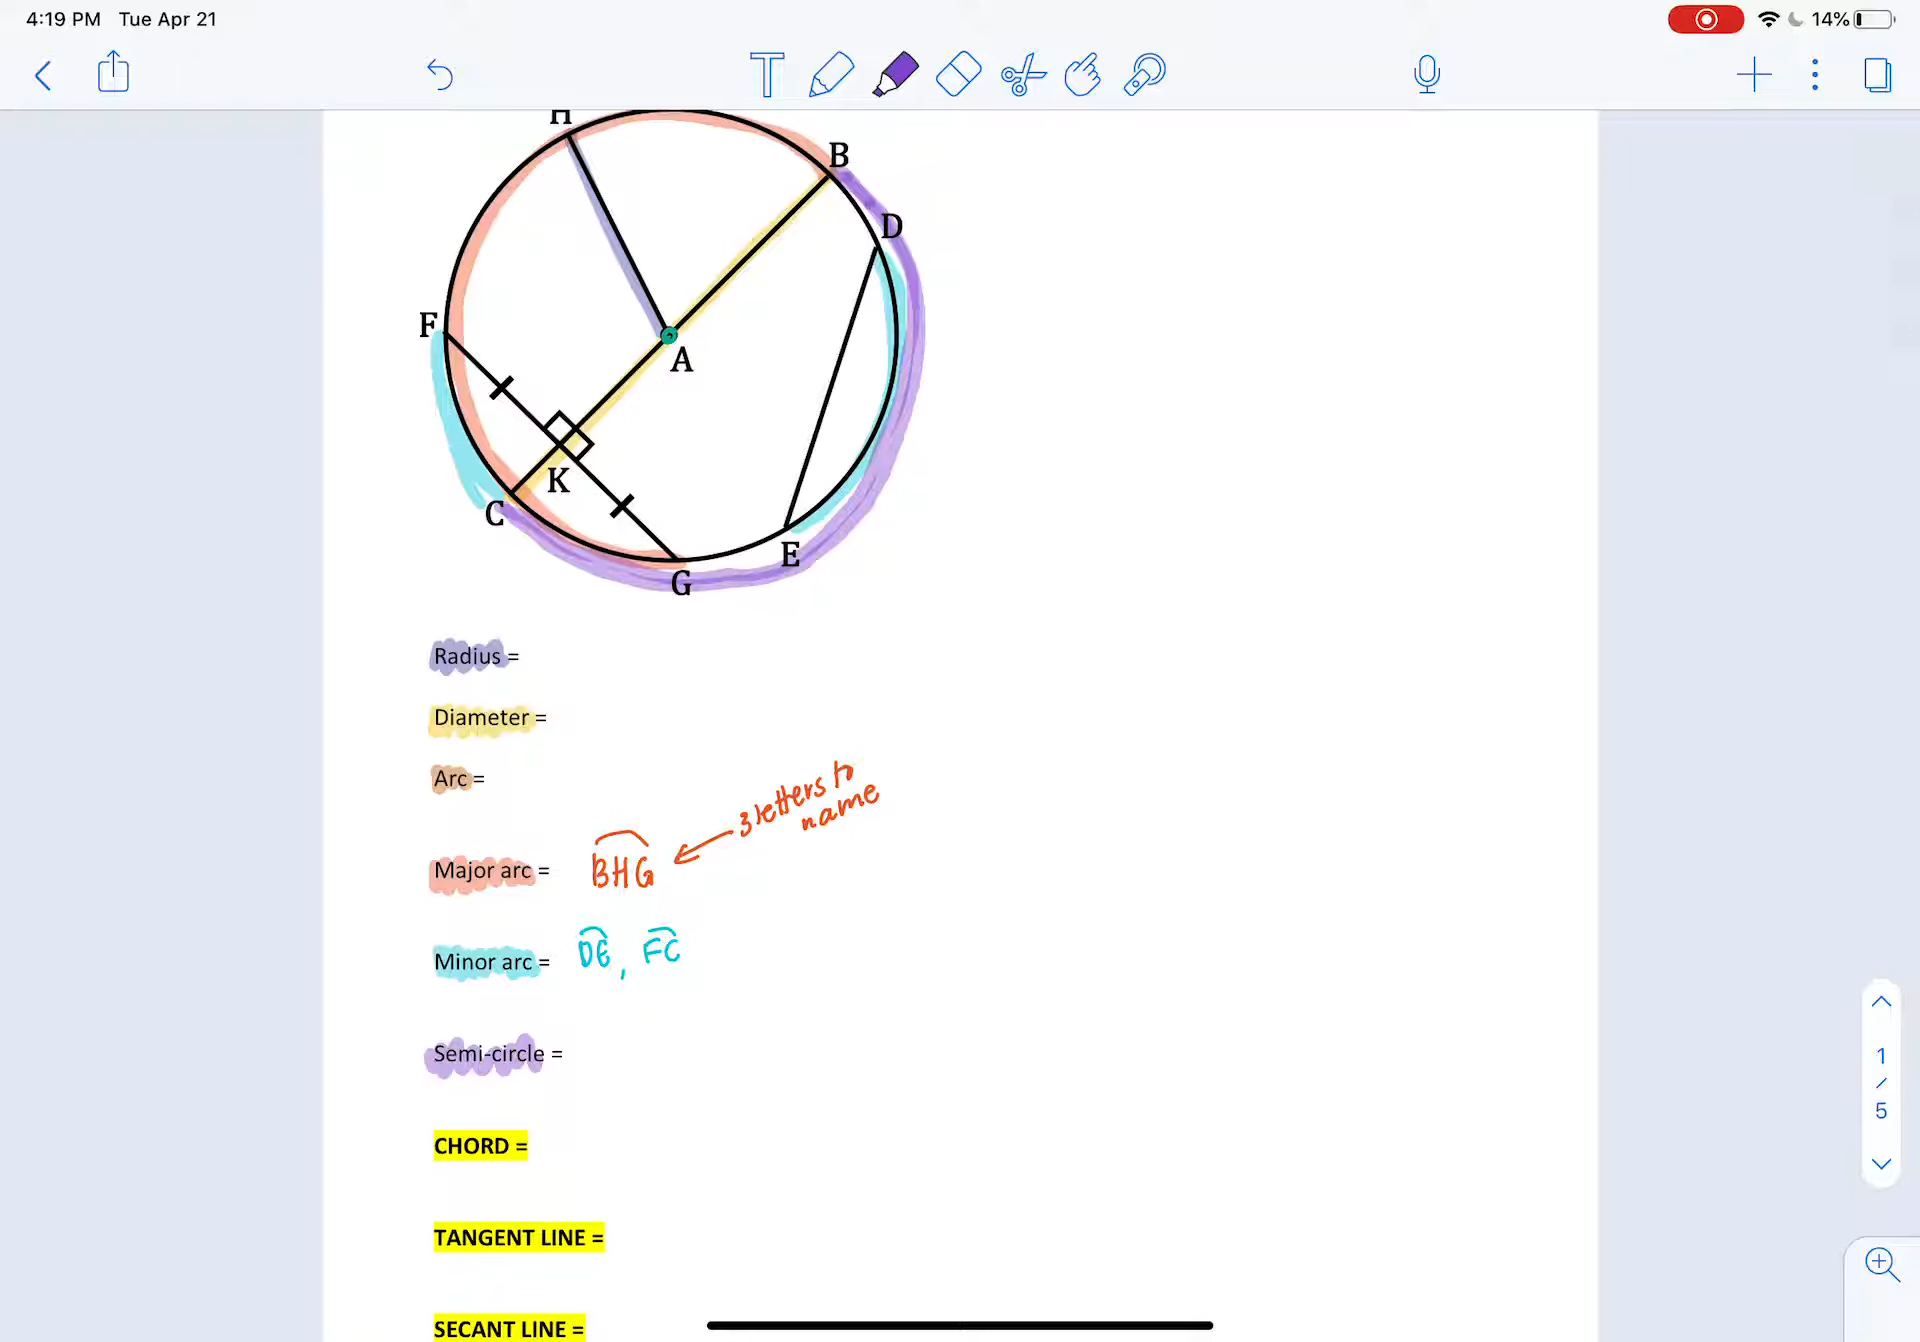 4:19 PM Tue Apr 21
14%
H
B
D
F
A
K
C
E
G
Radius =
Diameter =
Arc =
3 letters to
name
Major arc = BHG
Minor arc = DE, FC
Semi-circle =
1
/
5
CHORD =
TANGENT LINE =
SECANT LINE =